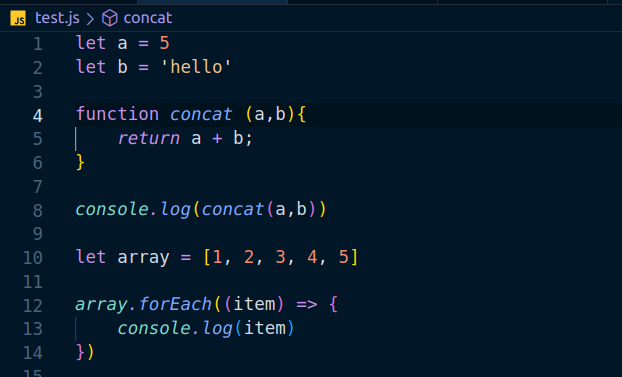 JS test.js > concat
1 let a = 5
2 let b = 'hello'
3
4 function concat (a,b){
5     return a + b;
6 }
7
8 console.log(concat(a,b))
9
10 let array = [1, 2, 3, 4, 5]
11
12 array.forEach((item) => {
13     console.log(item)
14 })
15